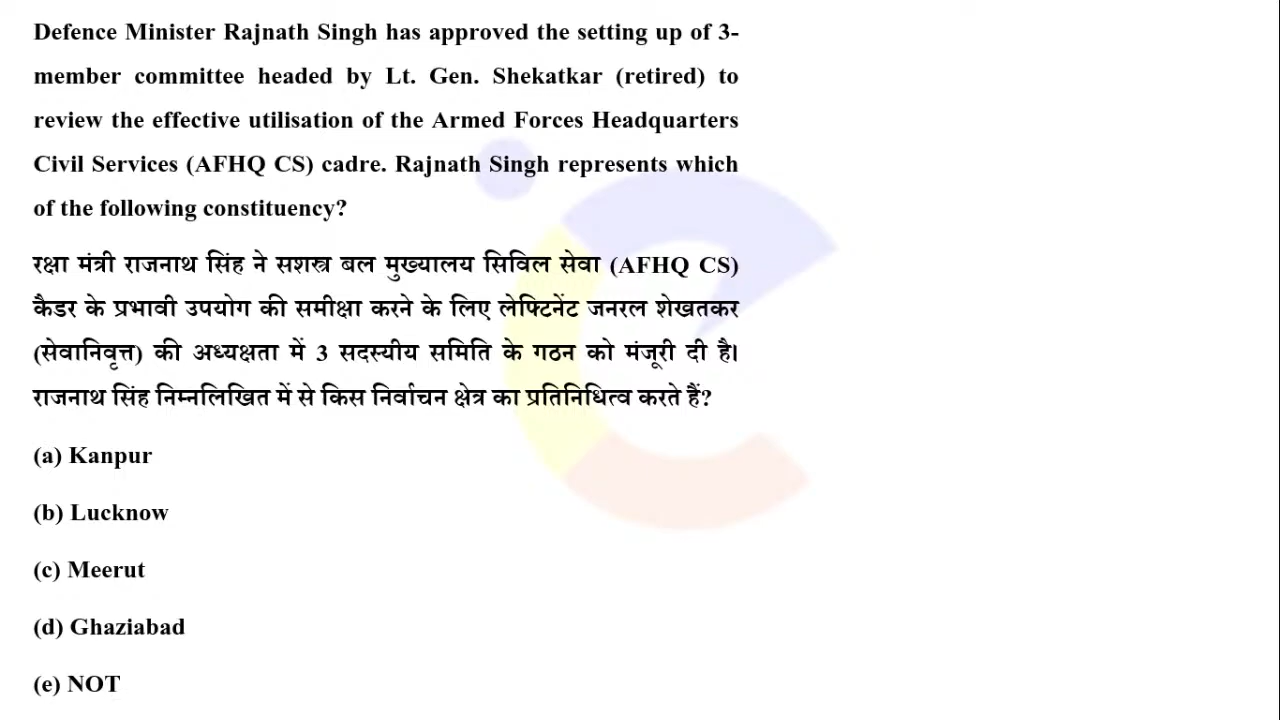 Defence Minister Rajnath Singh has approved the setting up of 3-
member committee headed by Lt. Gen. Shekatkar (retired) to
review the effective utilisation of the Armed Forces Headquarters
Civil Services (AFHQ CS) cadre. Rajnath Singh represents which
of the following constituency?
रक्षा मंत्री राजनाथ सिंह ने सशस्त्र बल मुख्यालय सिविल सेवा (AFHQ CS)
कैडर के प्रभावी उपयोग की समीक्षा करने के लिए लेफ्टिनेंट जनरल शेखतकर
(सेवानिवृत्त) की अध्यक्षता में 3 सदस्यीय समिति के गठन को मंजूरी दी है।
राजनाथ सिंह निम्नलिखित में से किस निर्वाचन क्षेत्र का प्रतिनिधित्व करते हैं?
(a) Kanpur
(b) Lucknow
(c) Meerut
(d) Ghaziabad
(e) NOT